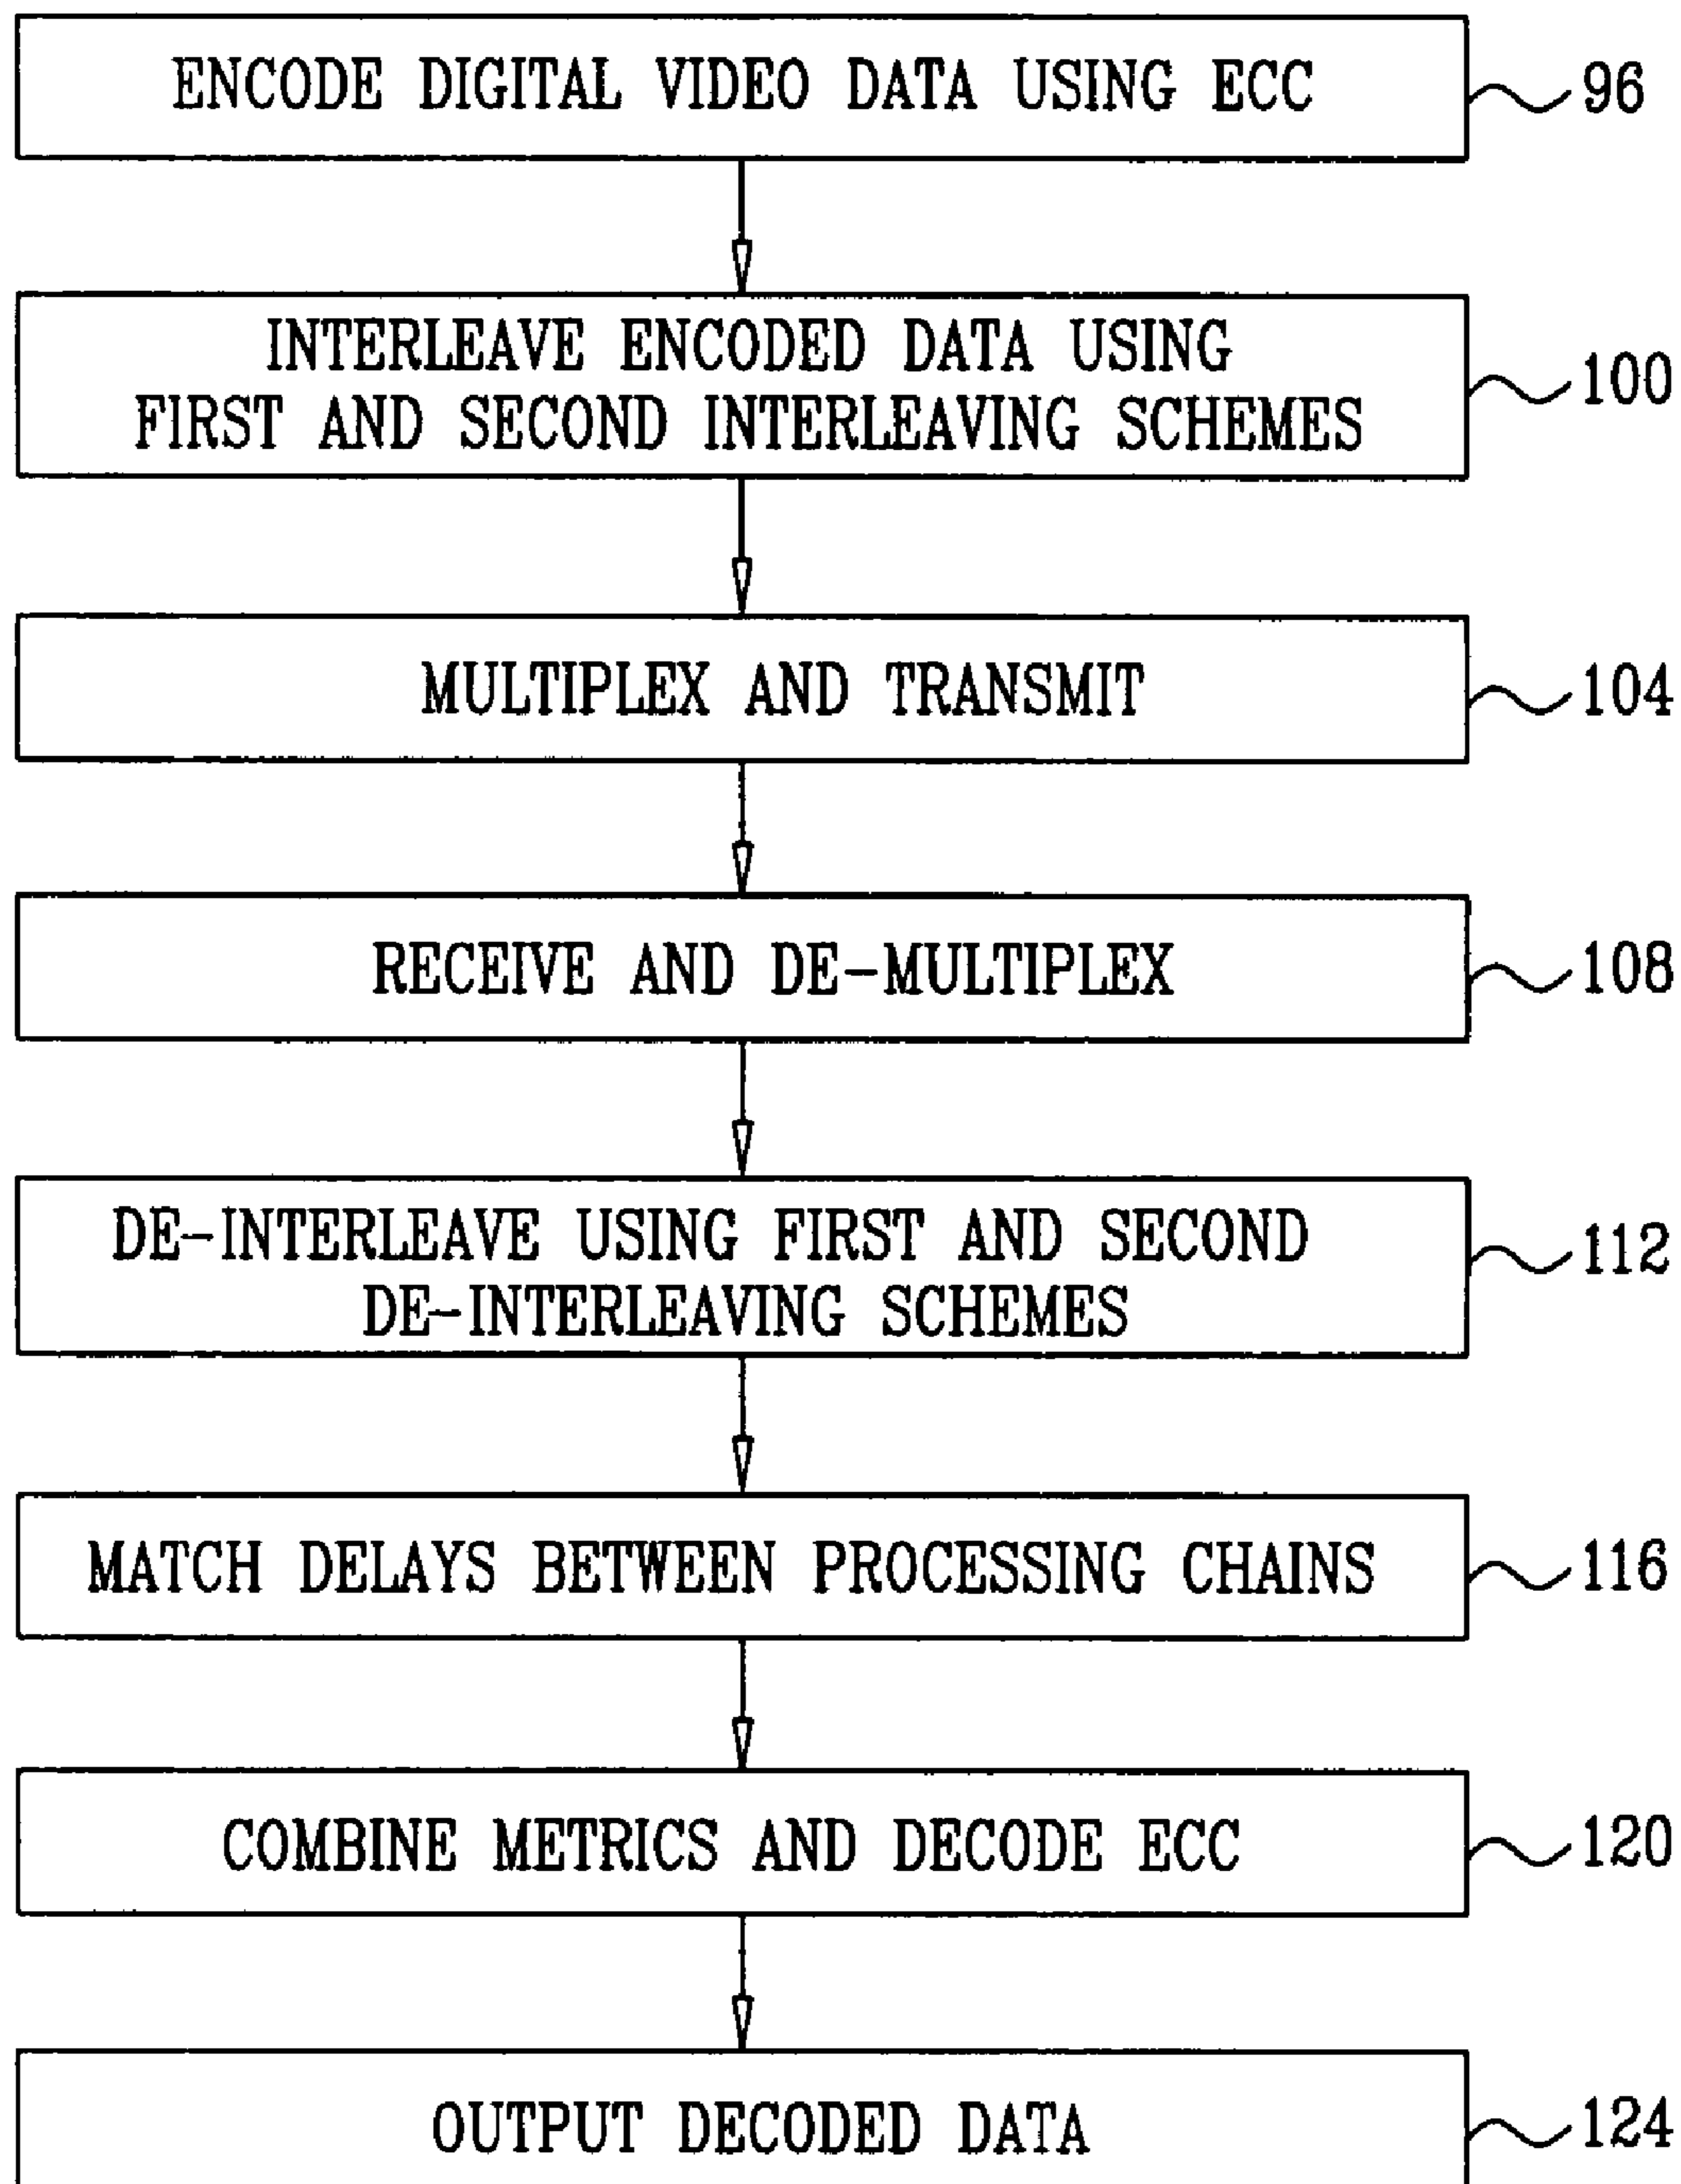 ENCODE DIGITAL VIDEO DATA USING ECC
96
INTERLEAVE ENCODED DATA USING
FIRST AND SECOND INTERLEAVING SCHEMES
100
MULTIPLEX AND TRANSMIT
104
RECEIVE AND DE-MULTIPLEX
108
DE-INTERLEAVE USING FIRST AND SECOND
DE-INTERLEAVING SCHEMES
112
MATCH DELAYS BETWEEN PROCESSING CHAINS
116
COMBINE METRICS AND DECODE ECC
120
OUTPUT DECODED DATA
124